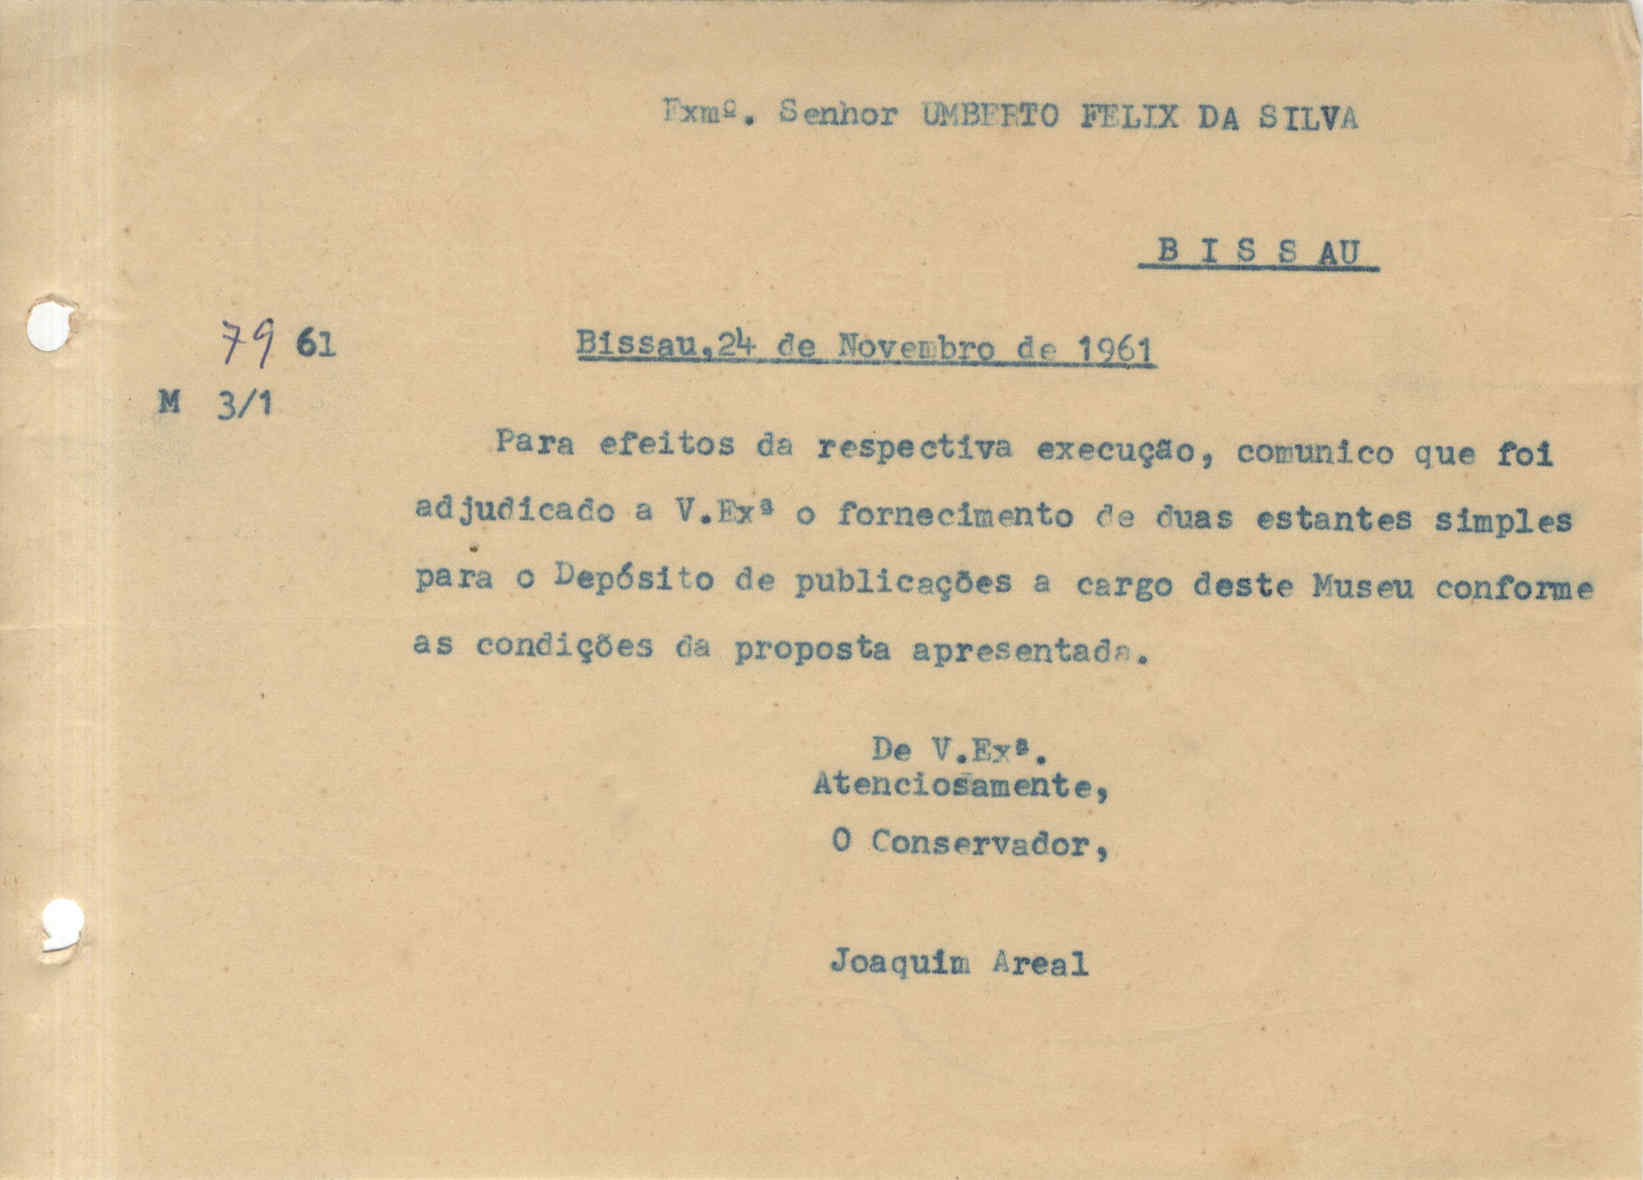 Exmº. Senhor UMBERTO FELIX DA SILVA
B I S S AU
79 61
Bissau,24 de Novembro de 1961
M 3/1
Para efeitos da respectiva execução, comunico que foi
adjudicado a V.Exª o fornecimento de duas estantes simples
para o Depósito de publicações a cargo deste Museu conforme
as condições da proposta apresentada.
De V.Exª.
Atenciosamente,
O Conservador,
Joaquim Areal